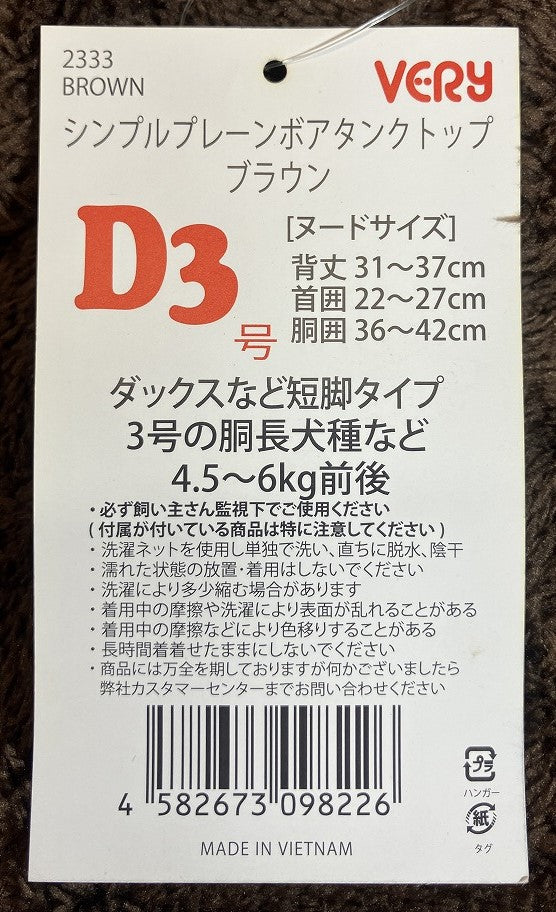 2333
BROWN
VERY
シンプルプレーンボアタンクトップ
ブラウン
D3号
[ヌードサイズ]
背丈 31〜37cm
首囲 22〜27cm
胴囲 36〜42cm
ダックスなど短脚タイプ
3号の胴長犬種など
4.5〜6kg前後
・必ず飼い主さん監視下でご使用ください
(付属が付いている商品は特に注意してください)
・洗濯ネットを使用し単独で洗い、直ちに脱水、陰干
・濡れた状態の放置・着用はしないでください
・洗濯により多少縮む場合があります
・着用中の摩擦や洗濯により表面が乱れることがある
・着用中の摩擦などにより色移りすることがある
・長時間着着せたままにしないでください
・商品には万全を期しておりますが何かございましたら
弊社カスタマーセンターまでお問い合わせください
4 582673 098226
プラ
ハンガー
紙
タグ
MADE IN VIETNAM